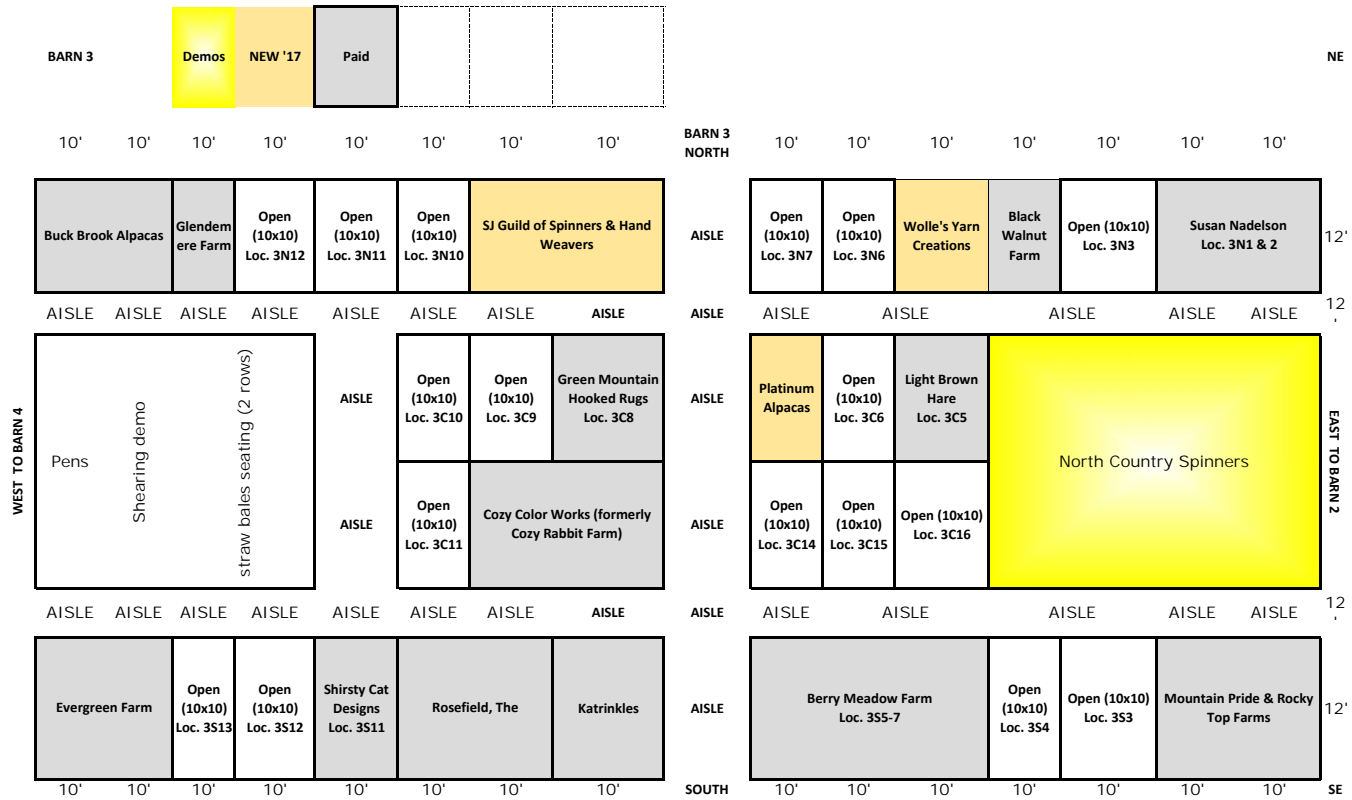 BARN 3 Demos NEW '17 Paid NE
10' 10' 10' 10' 10' 10' 10' 10' BARN 3 10' 10' 10' 10' 10' 10' 10'
NORTH
Buck Brook Alpacas
Glendem
ere Farm
Open
(10x10)
Loc. 3N12
Open
(10x10)
Loc. 3N11
Open
(10x10)
Loc. 3N10
SJ Guild of Spinners & Hand
Weavers
AISLE
Open
(10x10)
Loc. 3N7
Open
(10x10)
Loc. 3N6
Wolle's Yarn
Creations
Black
Walnut
Farm
Open (10x10)
Loc. 3N3
Susan Nadelson
Loc. 3N1 & 2
12'
AISLE AISLE AISLE AISLE AISLE AISLE AISLE AISLE AISLE AISLE AISLE AISLE AISLE AISLE
12
'
WEST TO BARN 4
Pens
Shearing demo
straw bales seating (2 rows)
AISLE
Open
(10x10)
Loc. 3C10
Open
(10x10)
Loc. 3C9
Green Mountain
Hooked Rugs
Loc. 3C8
AISLE
Platinum
Alpacas
Open
(10x10)
Loc. 3C6
Light Brown
Hare
Loc. 3C5
North Country Spinners
EAST TO BARN 2
AISLE
Open
(10x10)
Loc. 3C11
Cozy Color Works (formerly
Cozy Rabbit Farm)
AISLE
Open
(10x10)
Loc. 3C14
Open
(10x10)
Loc. 3C15
Open (10x10)
Loc. 3C16
AISLE AISLE AISLE AISLE AISLE AISLE AISLE AISLE AISLE AISLE AISLE AISLE AISLE AISLE
12
'
Evergreen Farm
Open
(10x10)
Loc. 3S13
Open
(10x10)
Loc. 3S12
Shirsty Cat
Designs
Loc. 3S11
Rosefield, The
Katrinkles
AISLE
Berry Meadow Farm
Loc. 3S5-7
Open
(10x10)
Loc. 3S4
Open (10x10)
Loc. 3S3
Mountain Pride & Rocky
Top Farms
12'
10' 10' 10' 10' 10' 10' 10' 10' SOUTH 10' 10' 10' 10' 10' 10' 10' SE